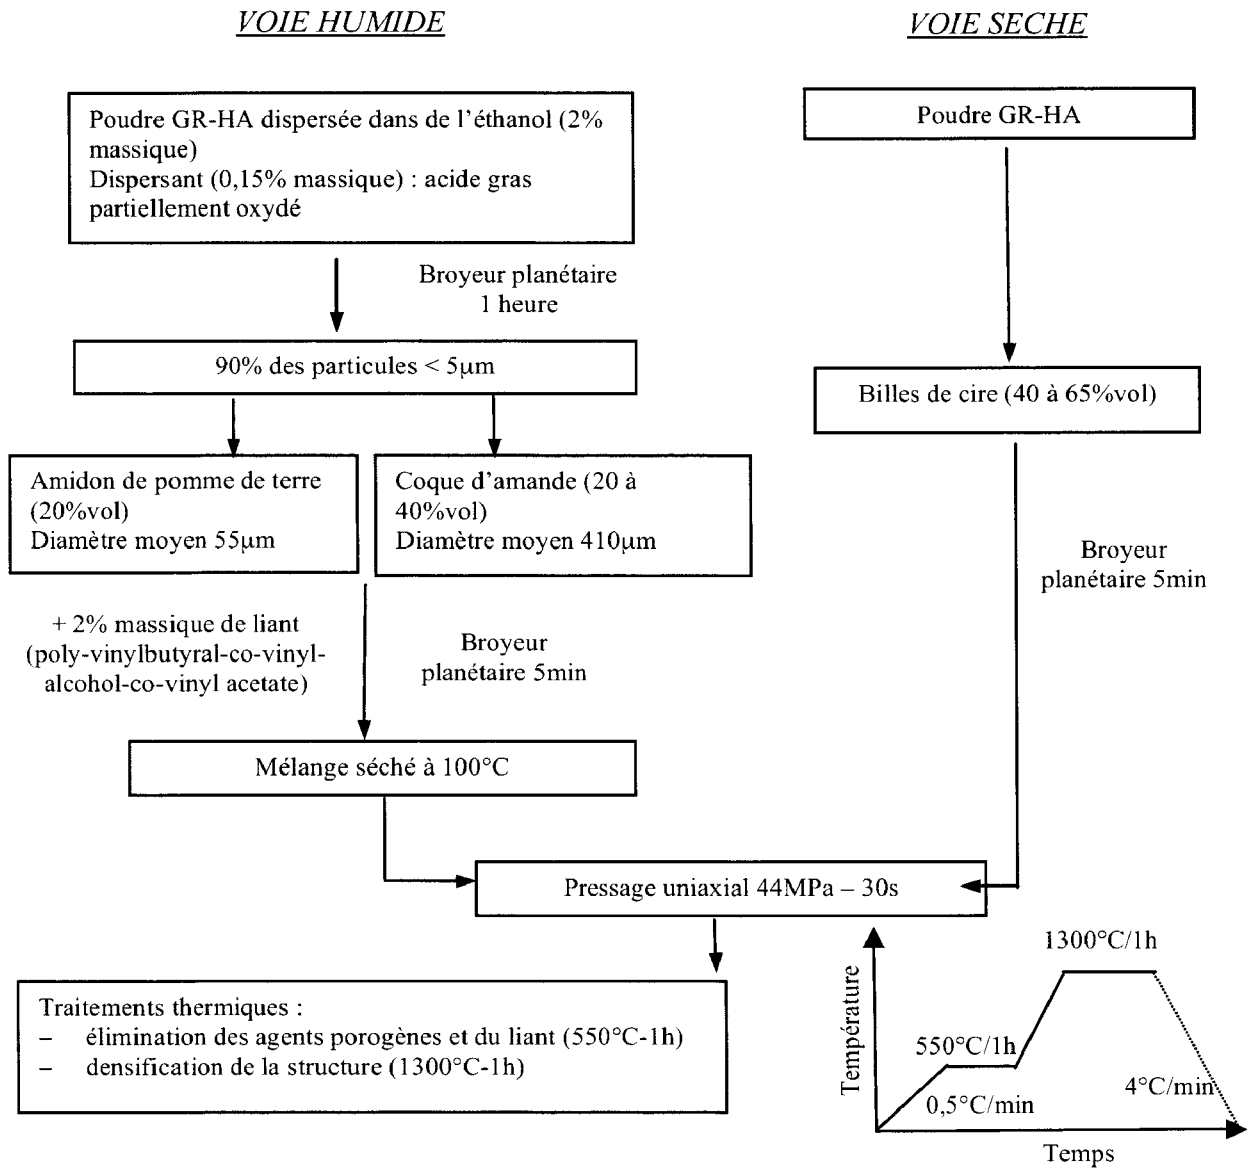 VOIE HUMIDE
VOIE SECHE
Poudre GR-HA dispersée dans de l'éthanol (2%
massique)
Dispersant (0,15% massique) : acide gras
partiellement oxydé
Poudre GR-HA
Broyeur planétaire
1 heure
90% des particules < 5µm
Billes de cire (40 à 65%vol)
Amidon de pomme de terre
(20%vol)
Diamètre moyen 55µm
Coque d'amande (20 à
40%vol)
Diamètre moyen 410µm
Broyeur
planétaire 5min
+ 2% massique de liant
(poly-vinylbutyral-co-vinyl-
alcohol-co-vinyl acetate)
Broyeur
planétaire 5min
Mélange séché à 100°C
Pressage uniaxial 44MPa – 30s
Traitements thermiques :
– élimination des agents porogènes et du liant (550°C-1h)
– densification de la structure (1300°C-1h)
Température
1300°C/1h
550°C/1h
0,5°C/min
4°C/min
Temps